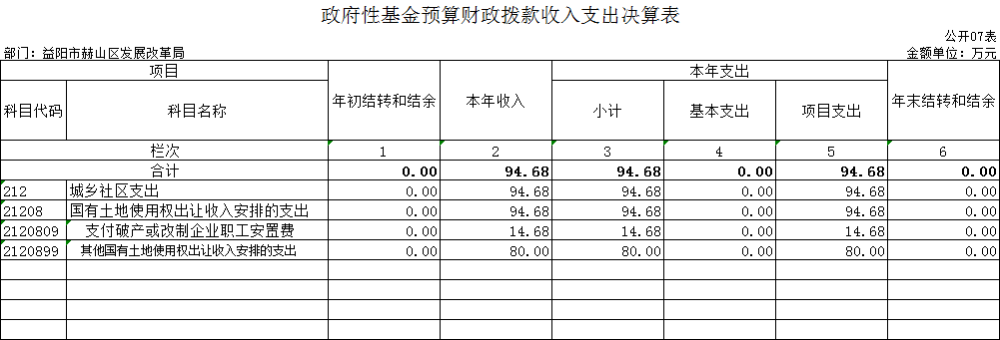 政府性基金预算财政拨款收入支出决算表
公开07表
部门：益阳市赫山区发展改革局 金额单位：万元
项目 年初结转和结余 本年收入 本年支出 年末结转和结余
科目代码 科目名称 小计 基本支出 项目支出
栏次 1 2 3 4 5 6
合计 0.00 94.68 94.68 0.00 94.68 0.00
212 城乡社区支出 0.00 94.68 94.68 0.00 94.68 0.00
21208 国有土地使用权出让收入安排的支出 0.00 94.68 94.68 0.00 94.68 0.00
2120809 支付破产或改制企业职工安置费 0.00 14.68 14.68 0.00 14.68 0.00
2120899 其他国有土地使用权出让收入安排的支出 0.00 80.00 80.00 0.00 80.00 0.00